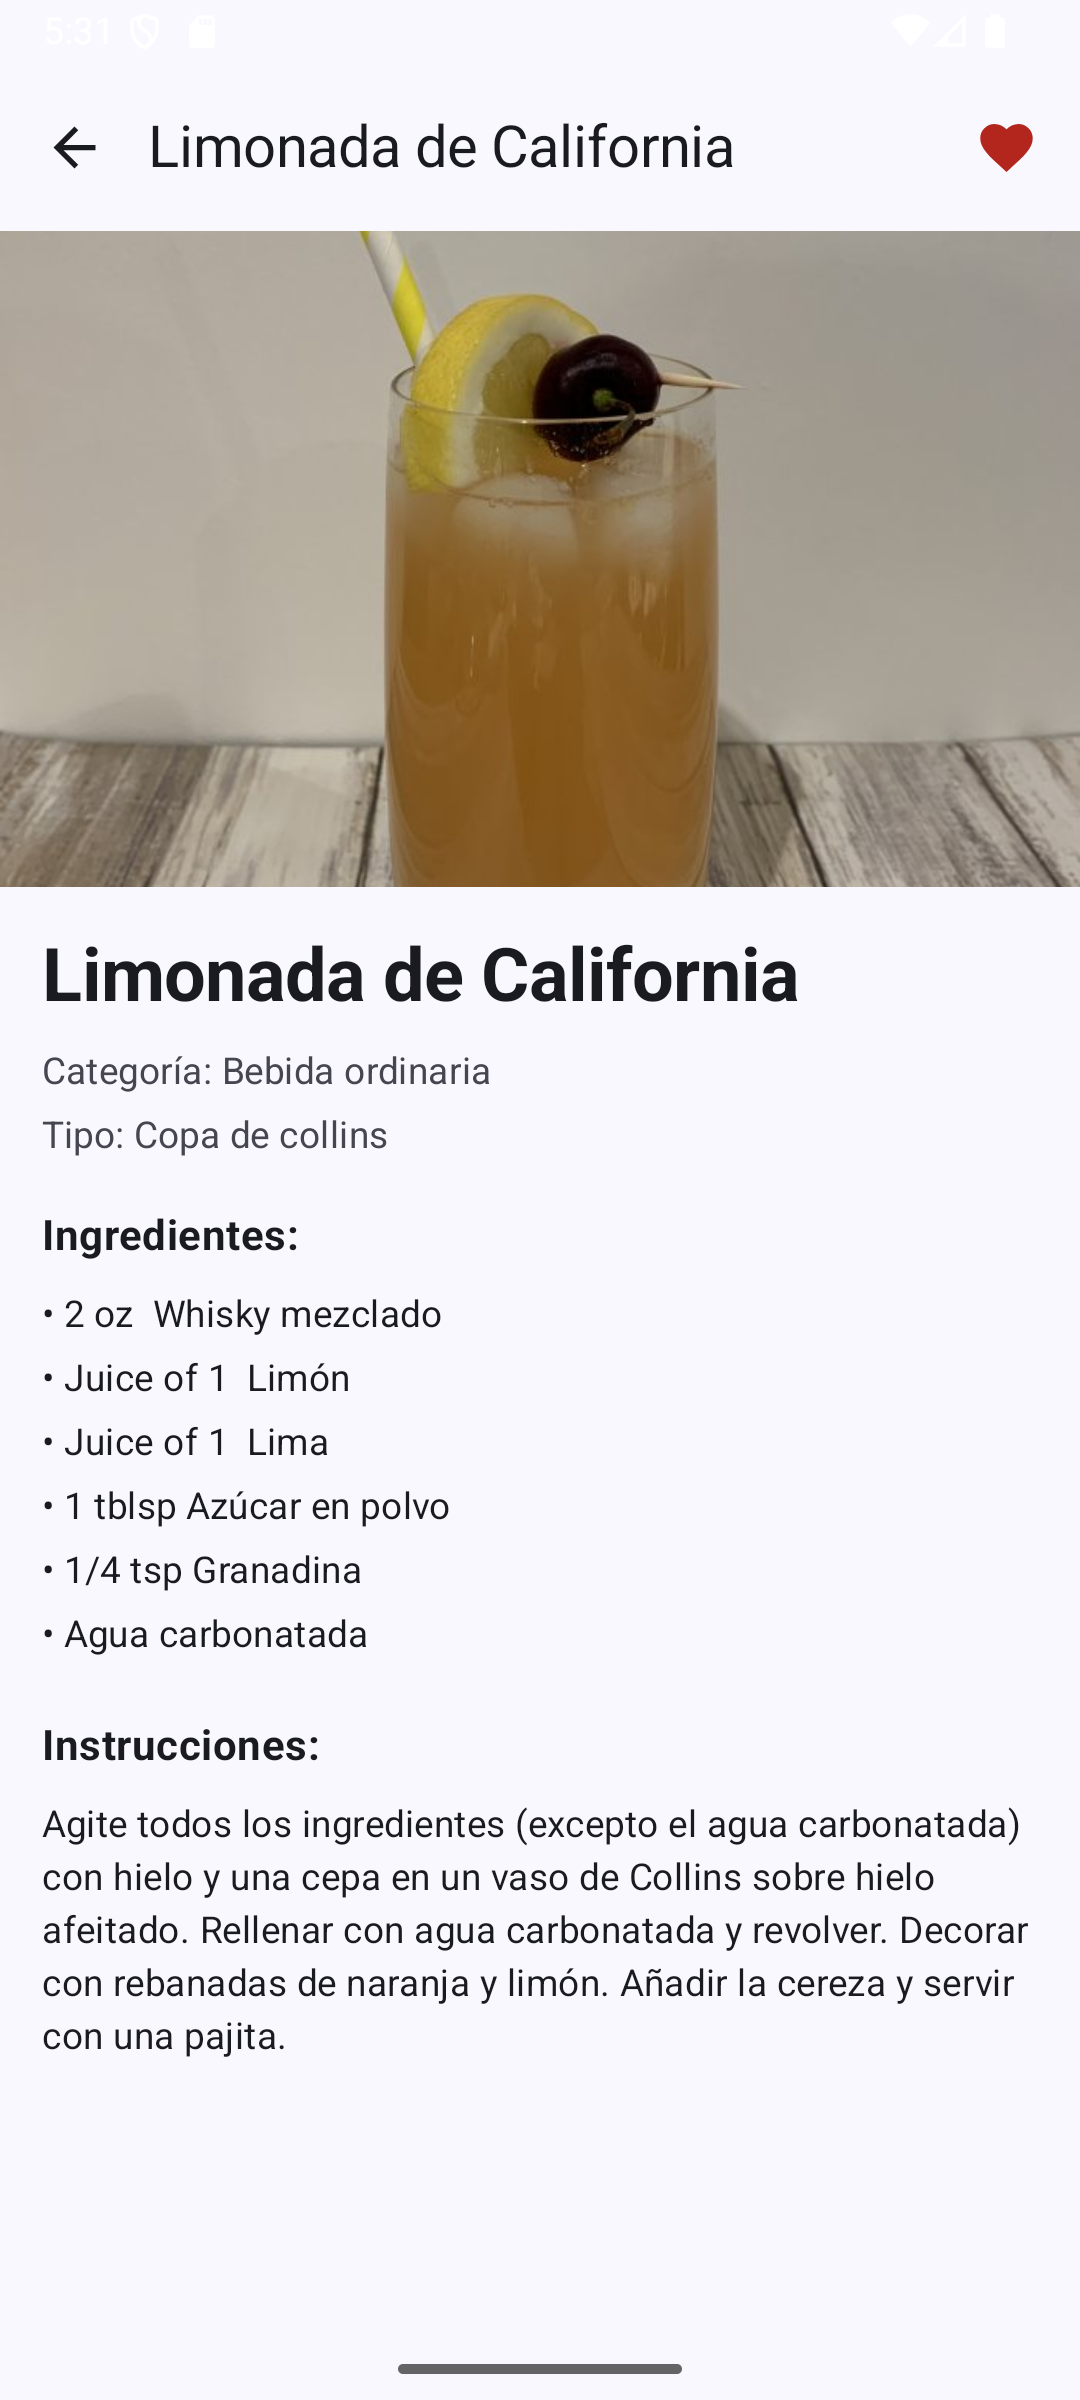 5:31
Limonada de California
Limonada de California
Categoría: Bebida ordinaria
Tipo: Copa de collins
Ingredientes:
• 2 oz  Whisky mezclado
• Juice of 1  Limón
• Juice of 1  Lima
• 1 tblsp Azúcar en polvo
• 1/4 tsp Granadina
• Agua carbonatada
Instrucciones:
Agite todos los ingredientes (excepto el agua carbonatada)
con hielo y una cepa en un vaso de Collins sobre hielo
afeitado. Rellenar con agua carbonatada y revolver. Decorar
con rebanadas de naranja y limón. Añadir la cereza y servir
con una pajita.